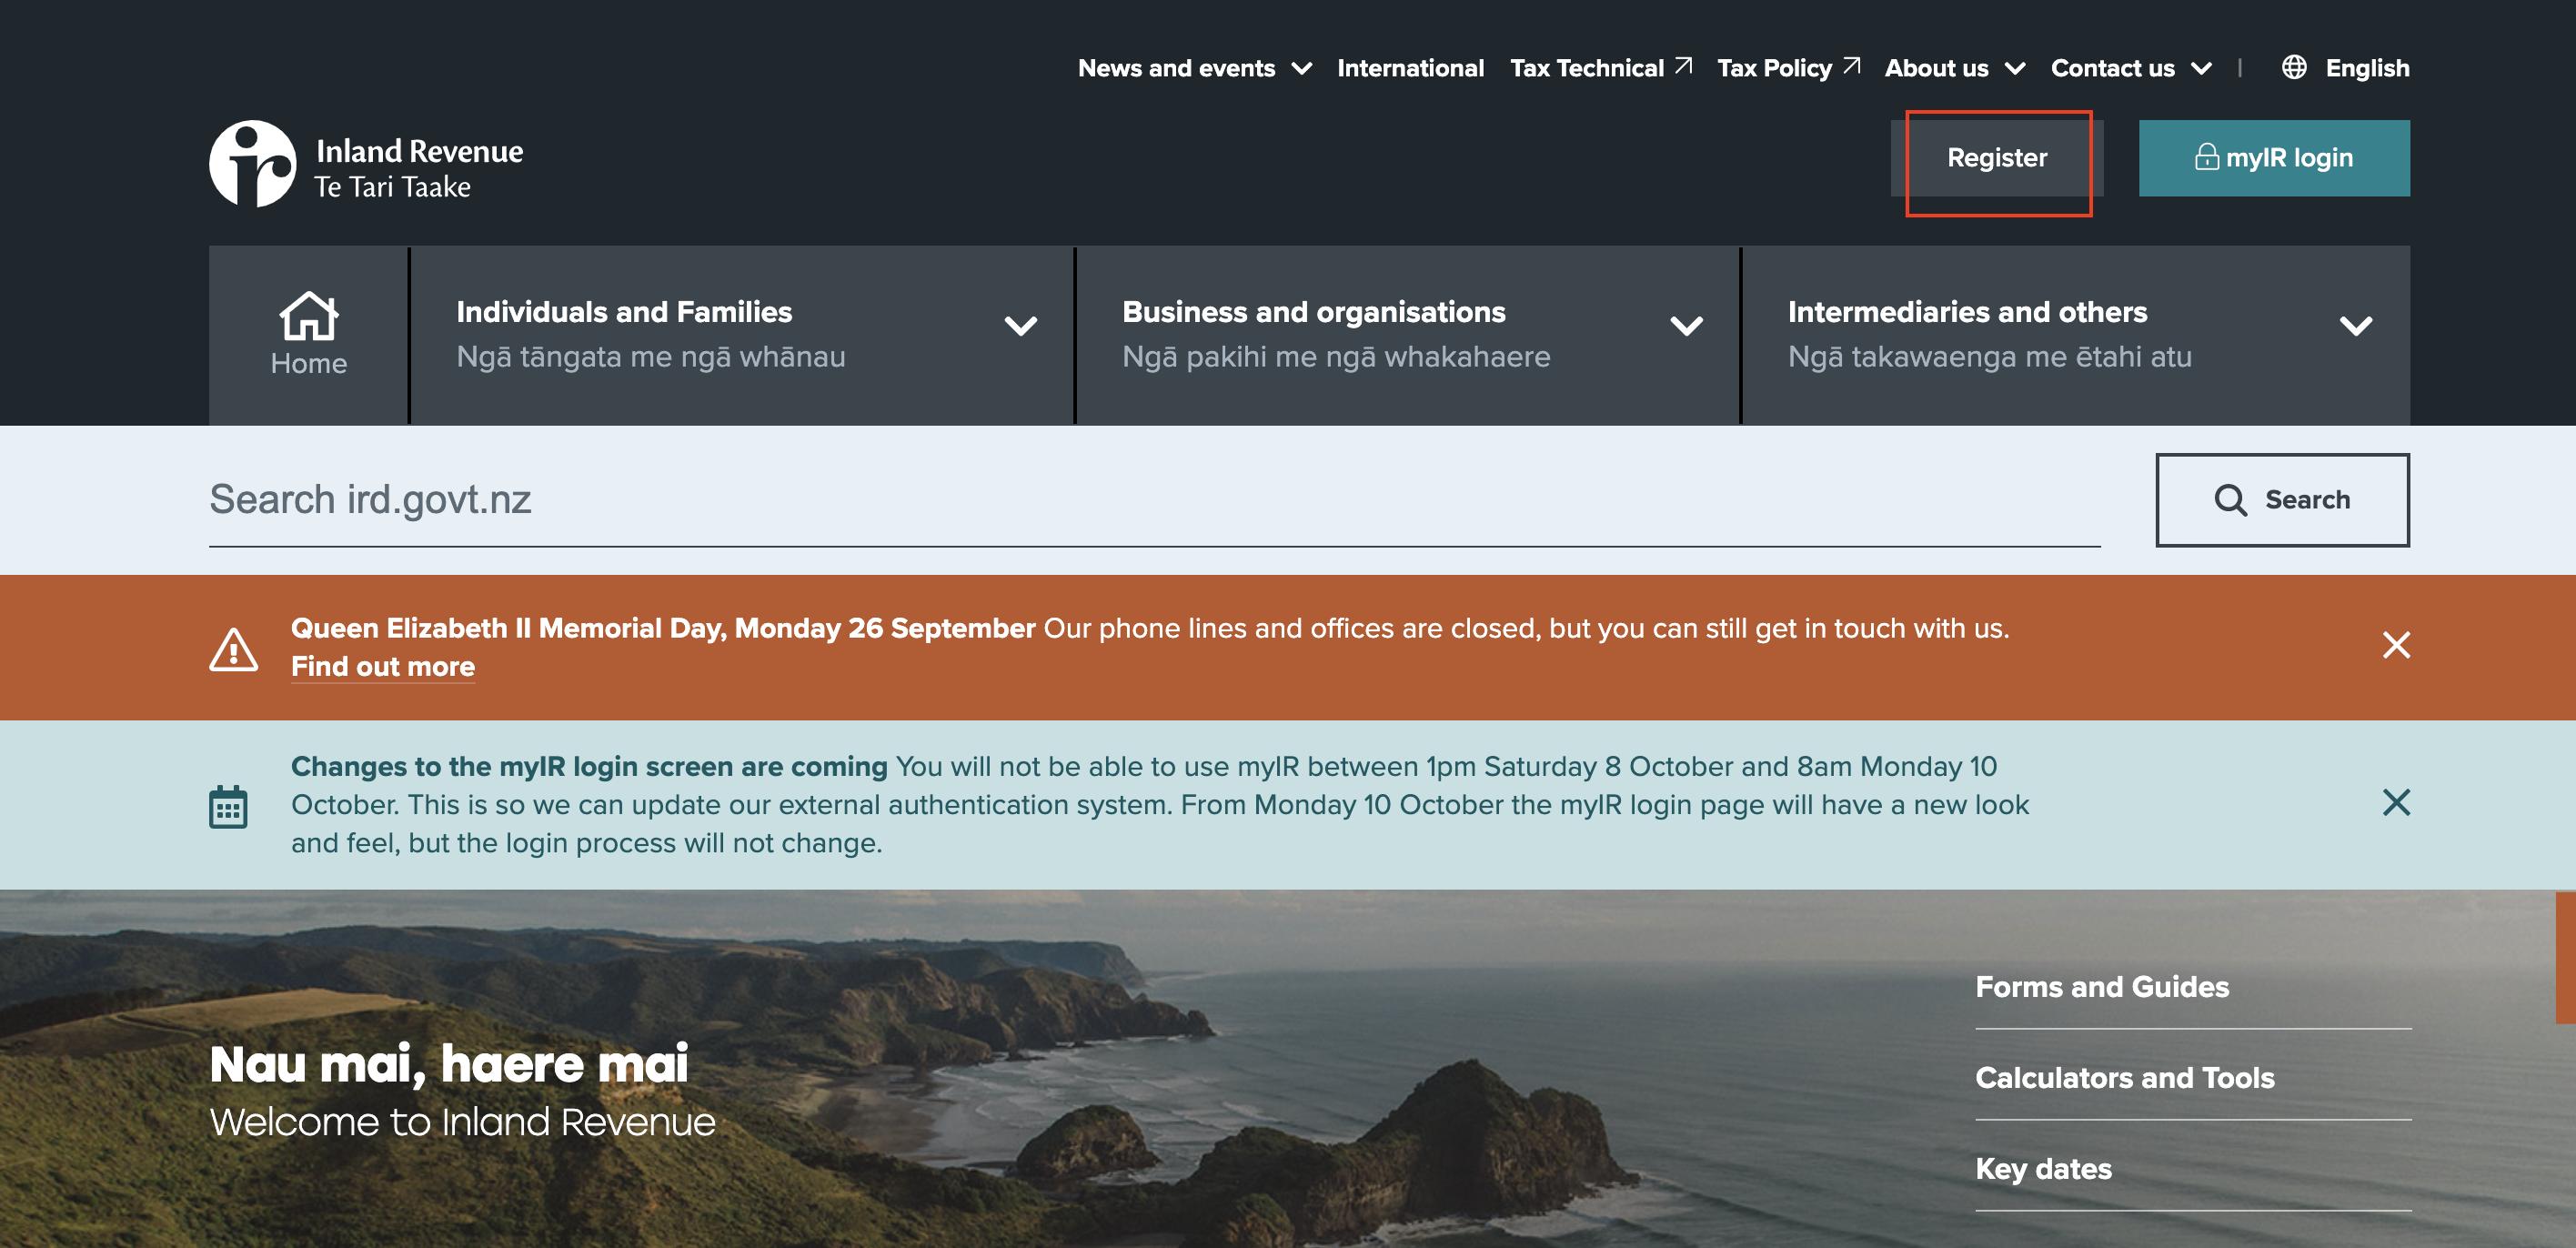 News and events International Tax Technical Tax Policy About us Contact us | English
ir Inland Revenue
Te Tari Taake
Register myIR login
Home
Individuals and Families
Ngā tāngata me ngā whānau
Business and organisations
Ngā pakihi me ngā whakahaere
Intermediaries and others
Ngā takawaenga me ētahi atu
Search ird.govt.nz
Search
Queen Elizabeth II Memorial Day, Monday 26 September Our phone lines and offices are closed, but you can still get in touch with us.
Find out more
Changes to the myIR login screen are coming You will not be able to use myIR between 1pm Saturday 8 October and 8am Monday 10
October. This is so we can update our external authentication system. From Monday 10 October the myIR login page will have a new look
and feel, but the login process will not change.
Nau mai, haere mai
Welcome to Inland Revenue
Forms and Guides
Calculators and Tools
Key dates